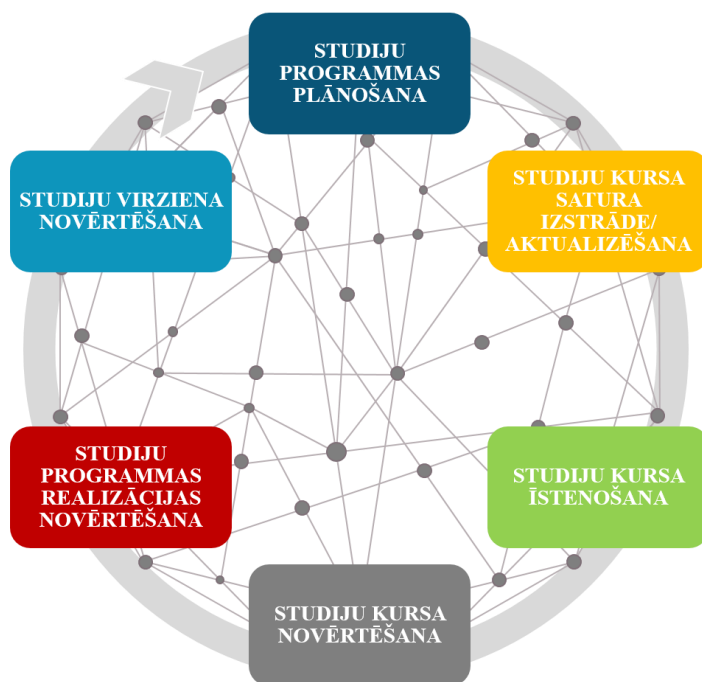 STUDIJU
PROGRAMMAS
PLĀNOŠANA
STUDIJU KURSA
SATURA
IZSTRĀDE/
AKTUALIZĒŠANA
STUDIJU KURSA
ĪSTENOŠANA
STUDIJU KURSA
NOVĒRTĒŠANA
STUDIJU
PROGRAMMAS
REALIZĀCIJAS
NOVĒRTĒŠANA
STUDIJU VIRZIENA
NOVĒRTĒŠANA